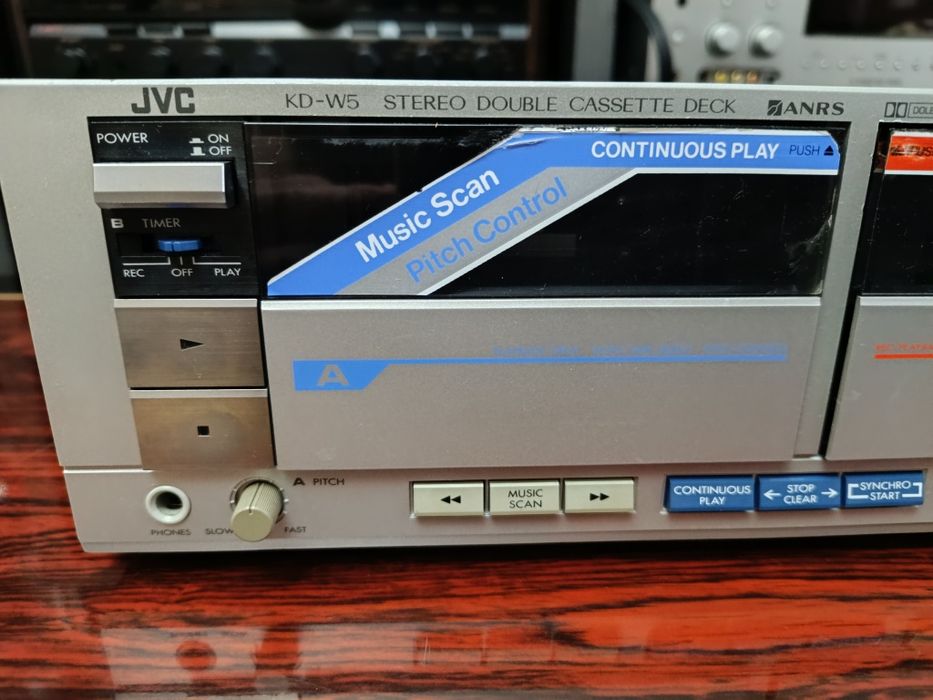 JVC KD-W5 STEREO DOUBLE CASSETTE DECK ANRS DOLB
POWER ON
OFF
CONTINUOUS PLAY PUSH
Music Scan
Pitch Control
B TIMER
REC OFF PLAY
A
A PITCH
PHONES SLOW FAST
MUSIC SCAN
CONTINUOUS PLAY
STOP CLEAR
SYNCHRO START